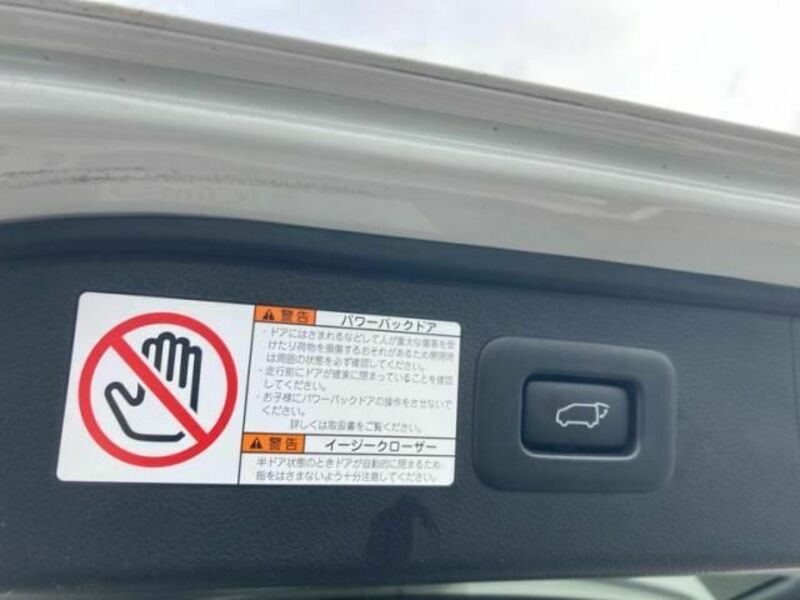 警告 パワーバックドア
・ドアにはさまれるなどして人が重大な傷害を受
けたり荷物を損傷するおそれがあるため開閉時
は周囲の状態を必ず確認してください。
・走行前にドアが確実に閉まっていることを確認
してください。
・お子様にパワーバックドアの操作をさせないで
ください。
詳しくは取扱書をご覧ください。
警告 イージークローザー
半ドア状態のときドアが自動的に閉まるため、
指をはさまないよう十分注意してください。